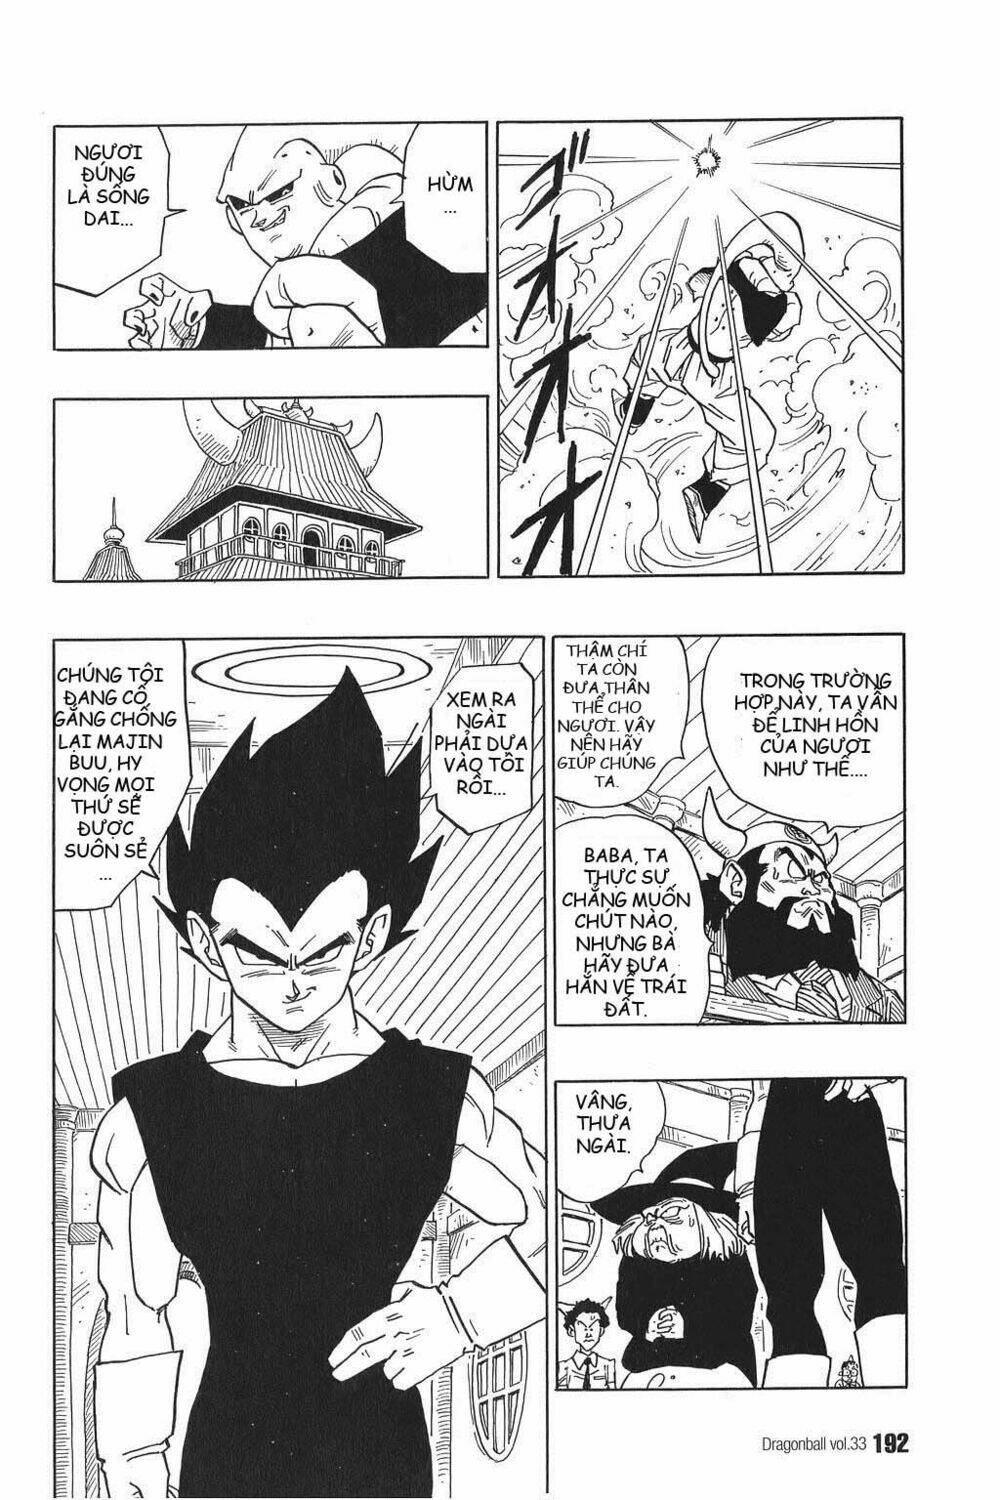 HỪM
...
NGƯƠI
ĐÚNG
LÀ SỐNG
DAI...
TRONG TRƯỜNG
HỢP NÀY, TA VẪN
ĐỂ LINH HỒN
CỦA NGƯƠI
NHƯ THẾ....
THẬM CHÍ
TA CÒN
ĐƯA THÂN
THỂ CHO
NGƯƠI. VẬY
NÊN HÃY
GIÚP CHÚNG
TA.
BABA, TA
THỰC SỰ
CHẲNG MUỐN
CHÚT NÀO,
NHƯNG BÀ
HÃY ĐƯA
HẮN VỀ TRÁI
ĐẤT.
XEM RA
NGÀI
PHẢI DỰA
VÀO TÔI
RỒI...
CHÚNG TÔI
ĐANG CỐ
GẮNG CHỐNG
LẠI MAJIN
BUU, HY
VỌNG MỌI
THỨ SẼ
ĐƯỢC
SUÔN SẺ
...
VÂNG,
THƯA
NGÀI.
Dragonball vol.33 192